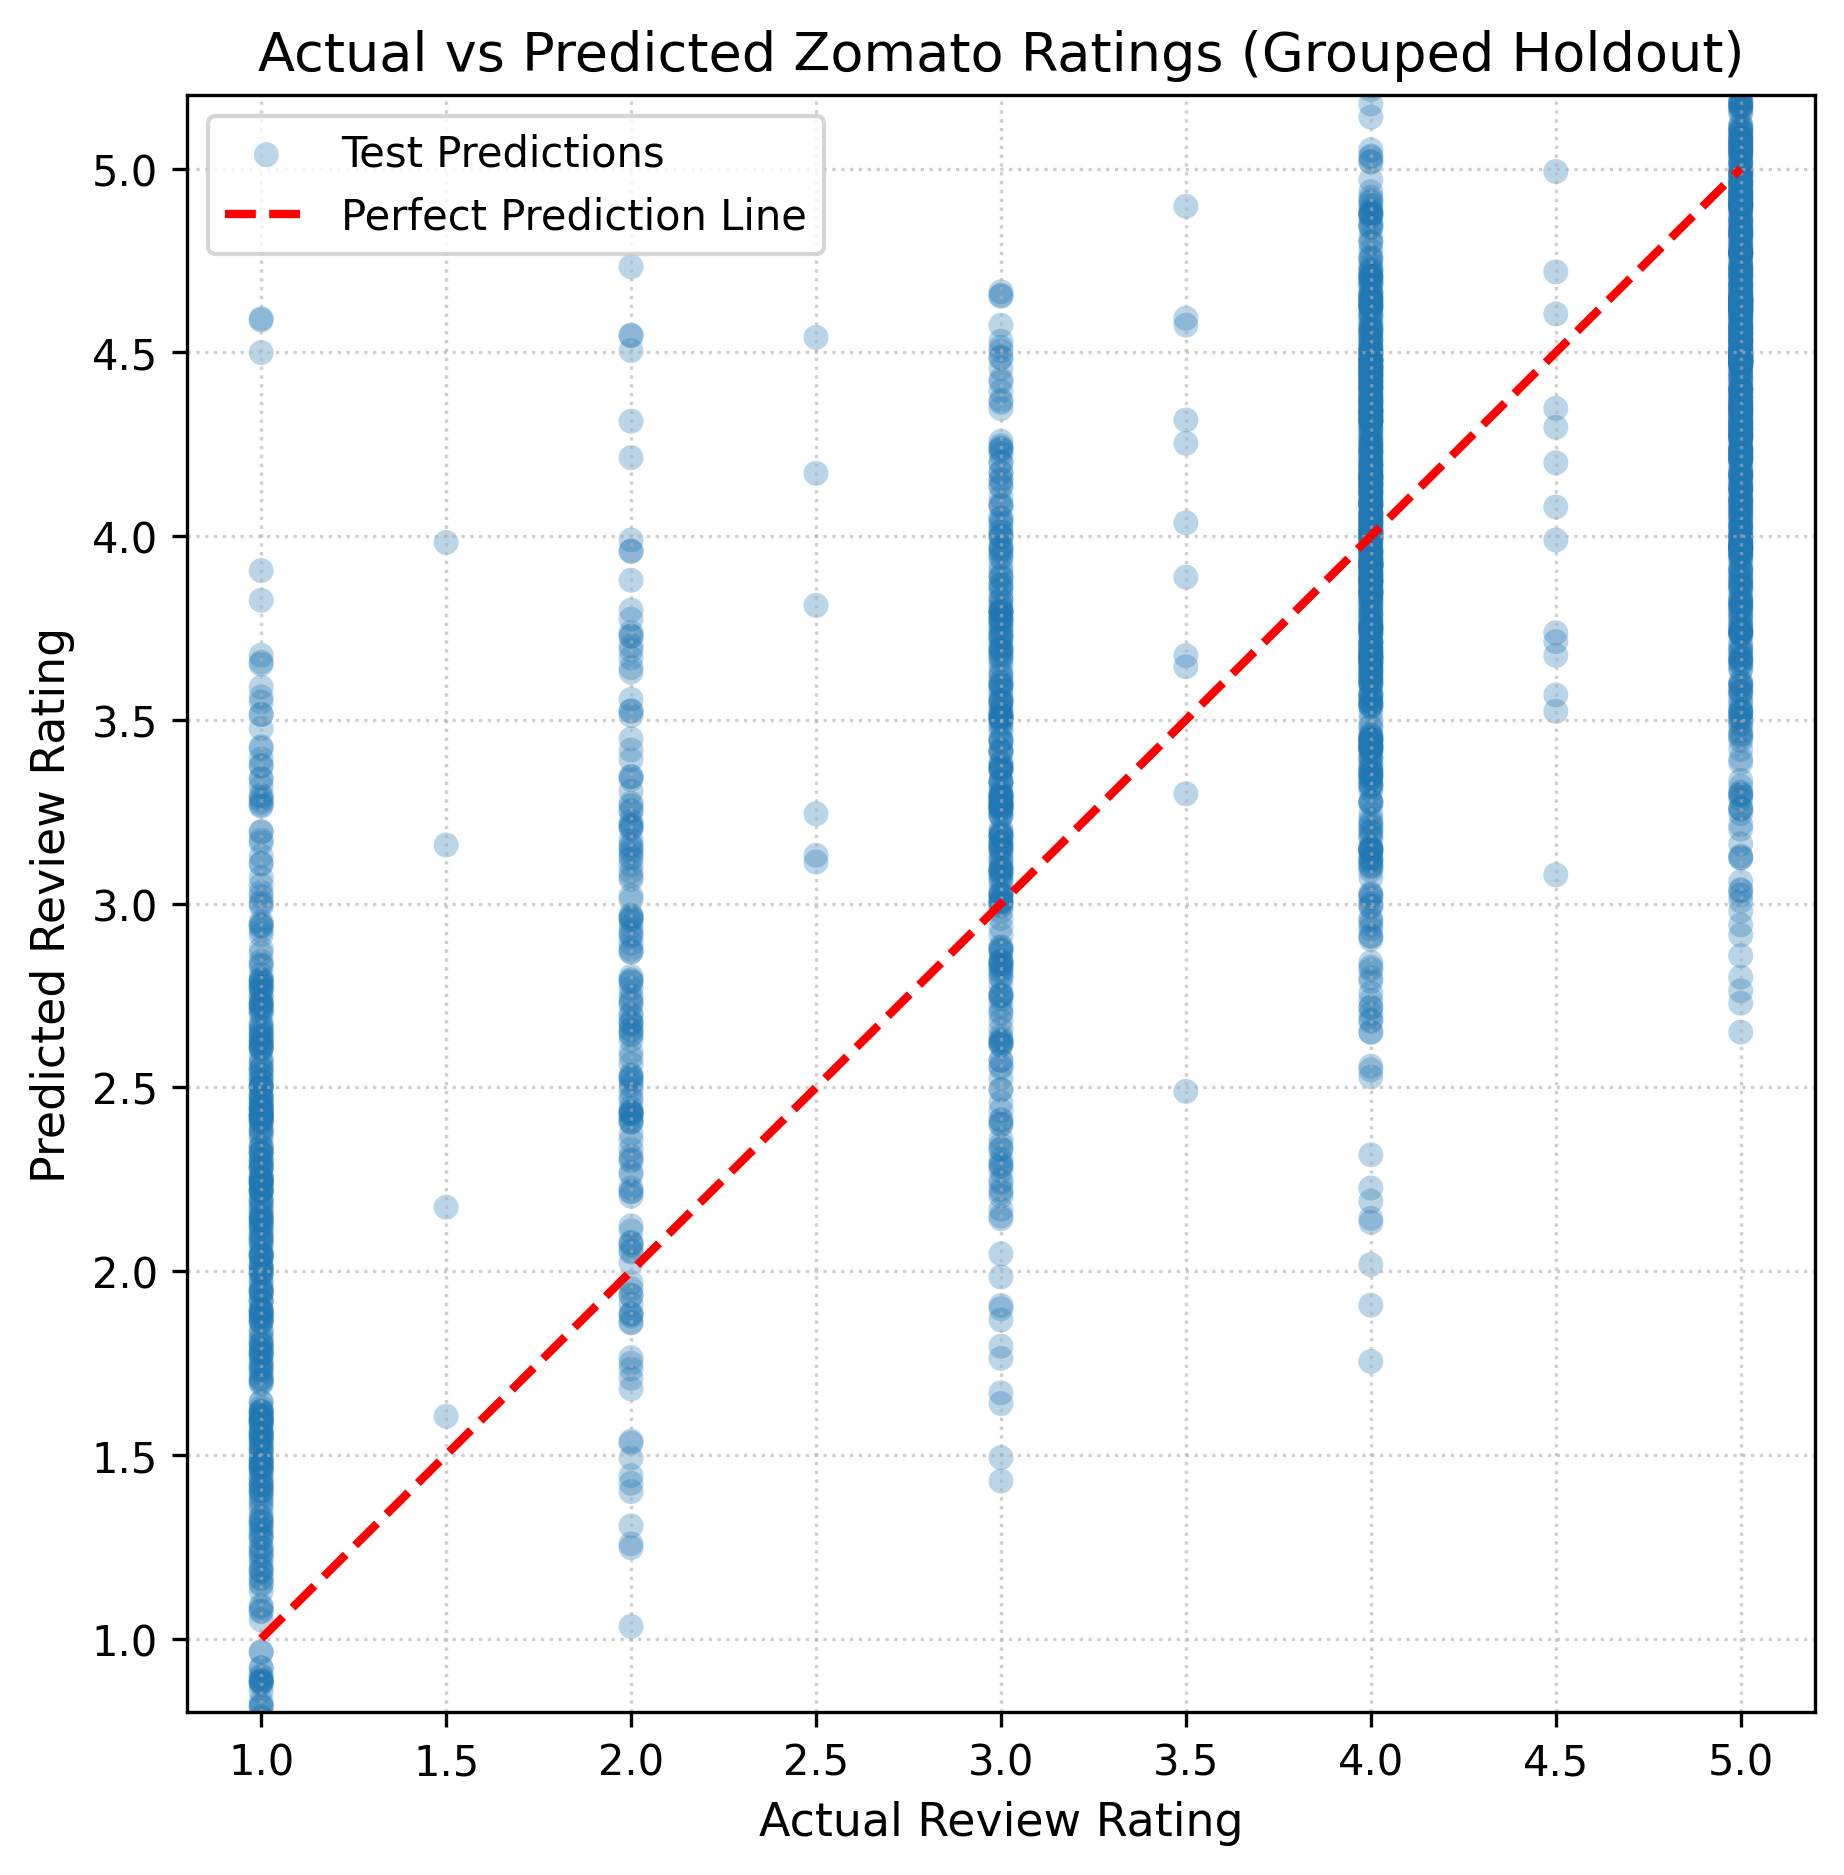 Actual vs Predicted Zomato Ratings (Grouped Holdout)
Test Predictions
Perfect Prediction Line
Predicted Review Rating
5.0
4.5
4.0
3.5
3.0
2.5
2.0
1.5
1.0
1.0 1.5 2.0 2.5 3.0 3.5 4.0 4.5 5.0
Actual Review Rating